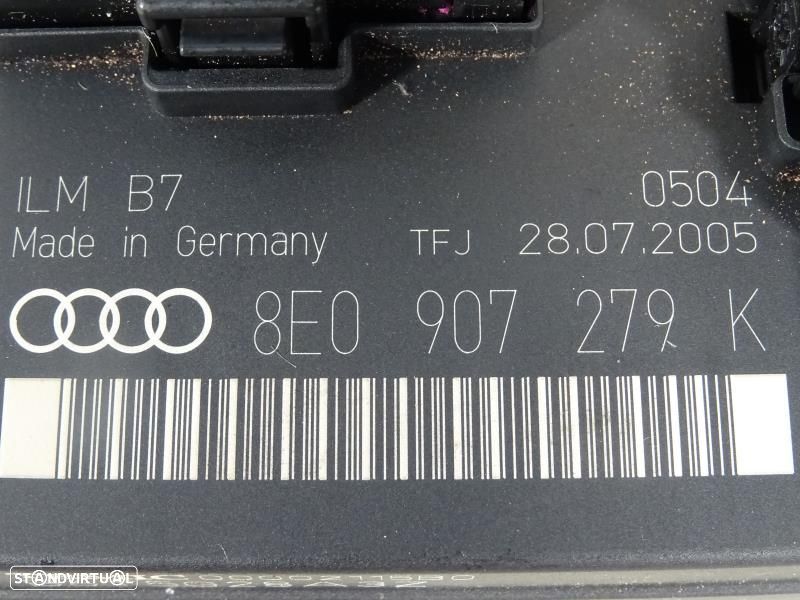 ILM B7 0504
Made in Germany TFJ 28.07.2005
8E0 907 279 K
STANDVIRTUAL